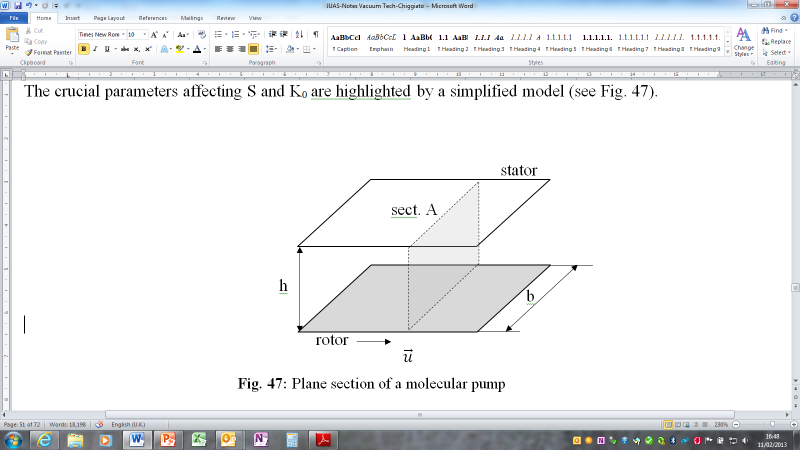 JUAS-Notes Vacuum Tech-Chiggiato - Microsoft Word
File Home Insert Page Layout References Mailings Review View
Cut
Copy
Format Painter
Paste
Clipboard
Times New Rom 10
Font
Paragraph
AaBbCcI AaBbCcL 1 AaBb( 1.1 AaBl 1.1.1 Aa 1.1.1.1 A 1.1.1.1.1 1.1.1.1.1. 1.1.1.1.1.1 1.1.1.1.1. 1.1.1.1.1.
¶ Caption Emphasis ¶ Heading 1 ¶ Heading 2 ¶ Heading 3 ¶ Heading 4 ¶ Heading 5 ¶ Heading 6 ¶ Heading 7 ¶ Heading 8 ¶ Heading 9
Styles
Change Styles
Find
Replace
Select
Editing
The crucial parameters affecting S and K0 are highlighted by a simplified model (see Fig. 47).
stator
sect. A
h
b
rotor
u
Fig. 47: Plane section of a molecular pump
Page: 51 of 72 Words: 18,198 English (U.K.) 230%
16:48
11/02/2013